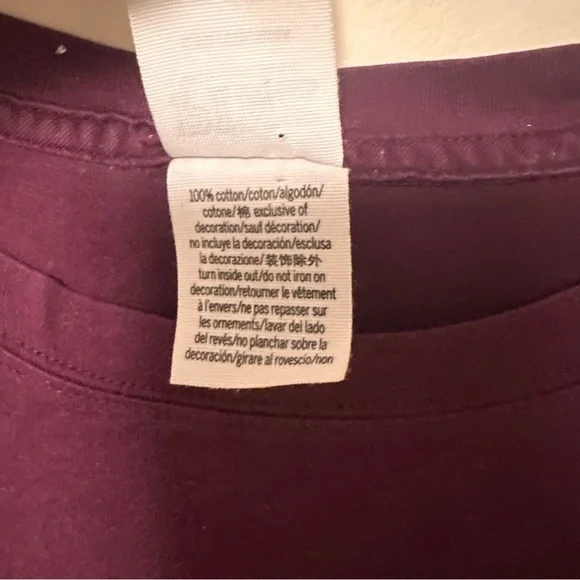 100% cotton/coton/algodón/
cotone/棉 exclusive of
decoration/sauf décoration/
no incluye la decoración/esclusa
la decorazione/装饰除外
turn inside out/do not iron on
decoration/retourner le vêtement
à l'envers/ne pas repasser sur
les ornements/lavar del lado
del revés/no planchar sobre la
decoración/girare al rovescio/non